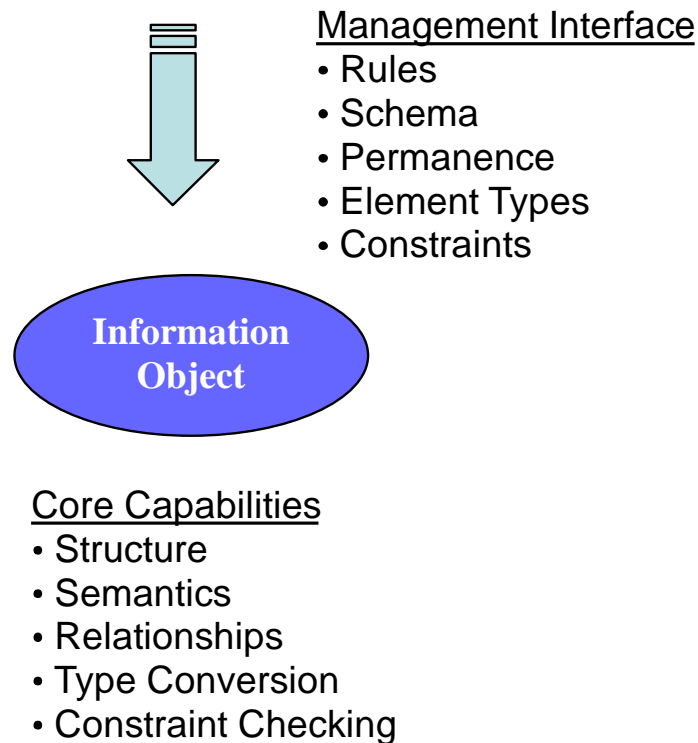 Management Interface
• Rules
• Schema
• Permanence
• Element Types
• Constraints
Information
Object
Core Capabilities
• Structure
• Semantics
• Relationships
• Type Conversion
• Constraint Checking